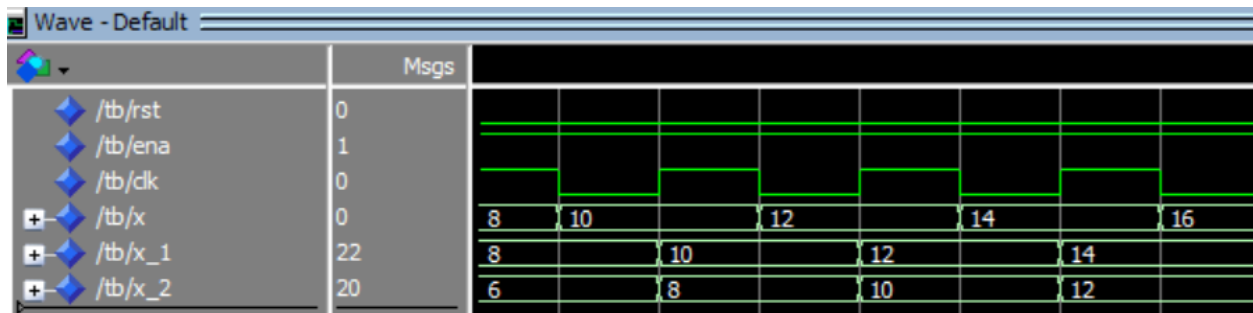 Wave - Default
Msgs
/tb/rst 0
/tb/ena 1
/tb/clk 0
/tb/x 0 8 10 12 14 16
/tb/x_1 22 8 10 12 14
/tb/x_2 20 6 8 10 12